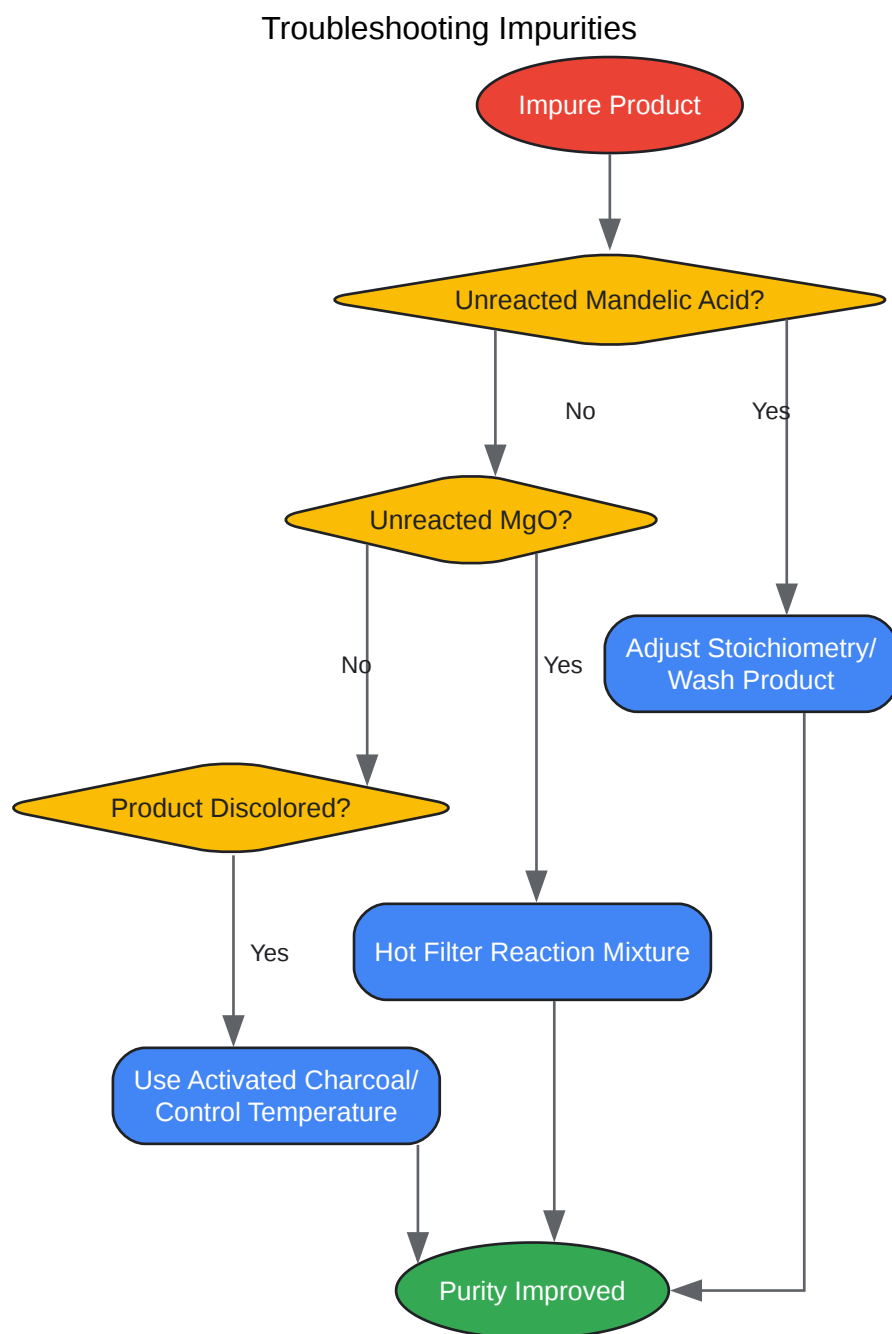 Troubleshooting Impurities
Impure Product
Unreacted Mandelic Acid?
No
Yes
Unreacted MgO?
Adjust Stoichiometry/
Wash Product
No
Yes
Product Discolored?
Hot Filter Reaction Mixture
Yes
Use Activated Charcoal/
Control Temperature
Purity Improved